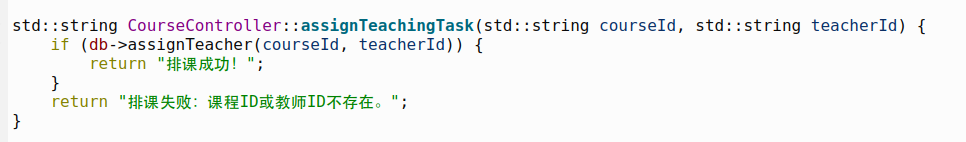 std::string CourseController::assignTeachingTask(std::string courseId, std::string teacherId) {
    if (db->assignTeacher(courseId, teacherId)) {
        return "排课成功！";
    }
    return "排课失败：课程ID或教师ID不存在。";
}